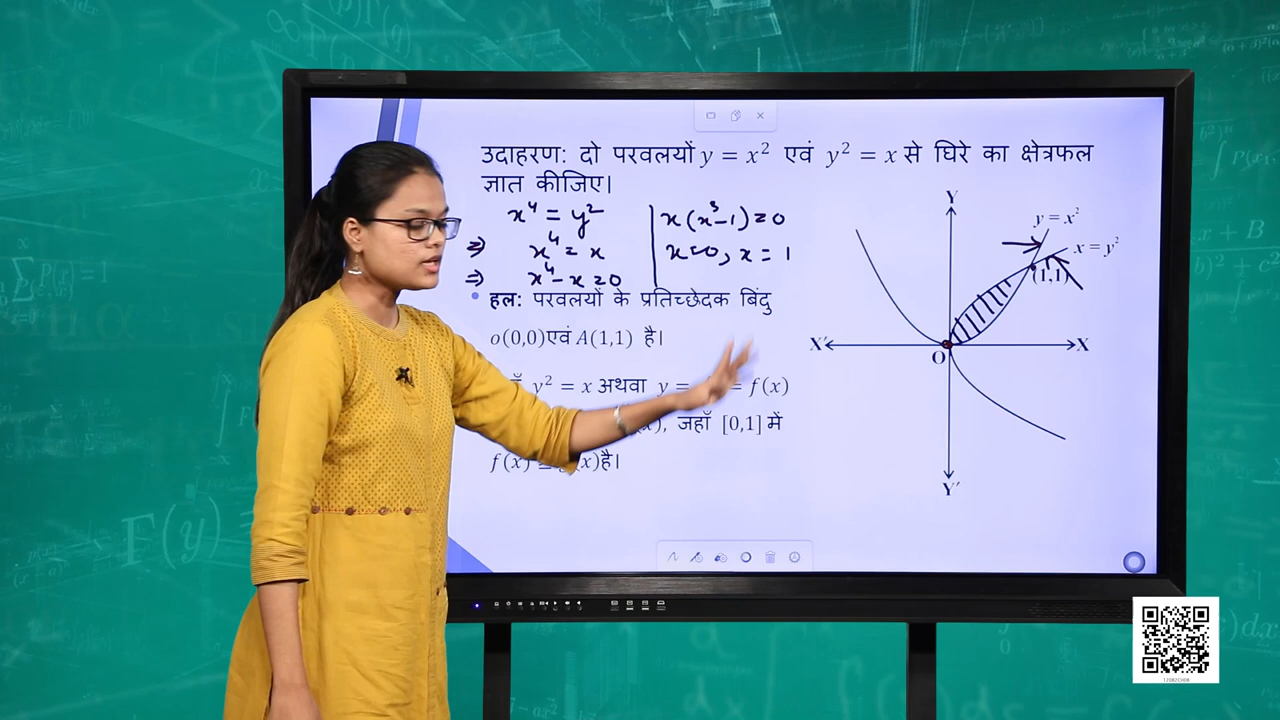 उदाहरण: दो परवलयों y = x² एवं y² = x से घिरे का क्षेत्रफल
ज्ञात कीजिए।
x⁴ = y²
⇒ x⁴ = x
⇒ x⁴ - x = 0
x(x³-1) = 0
x=0, x = 1
• हल: परवलयों के प्रतिच्छेदक बिंदु
o(0,0)एवं A(1,1) है।
y² = x अथवा y = = f(x)
जहाँ [0,1] में
f(x) ≥ g(x)है।
Y
y = x²
x = y²
(1,1)
X′
X
O
Y′
F(y)
12082CH08